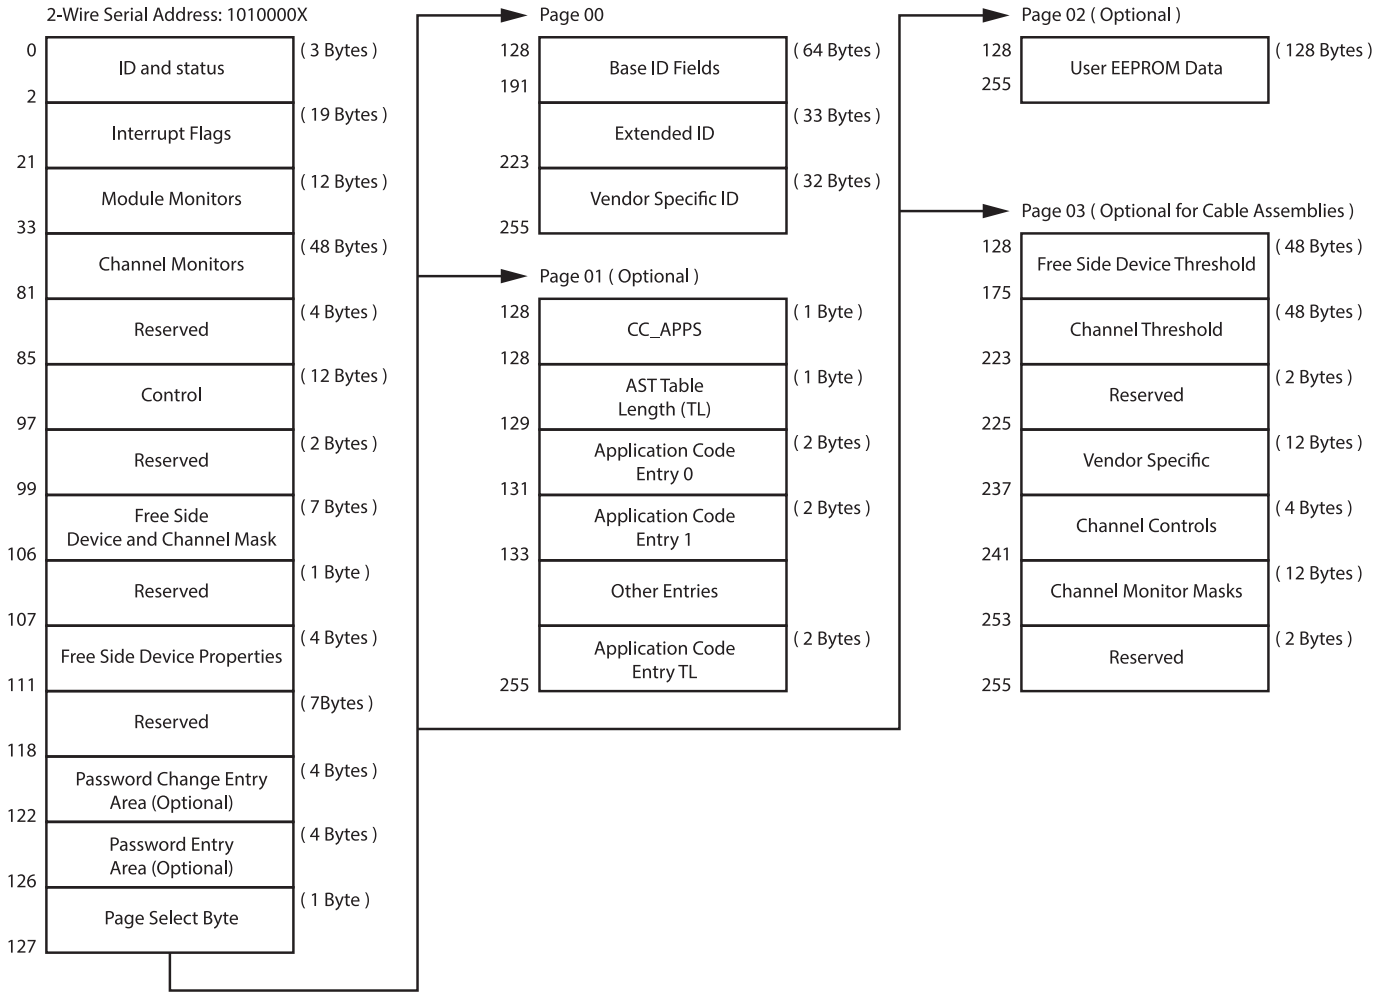 2-Wire Serial Address: 1010000X
0
ID and status
( 3 Bytes )
2
Interrupt Flags
( 19 Bytes )
21
Module Monitors
( 12 Bytes )
33
Channel Monitors
( 48 Bytes )
81
Reserved
( 4 Bytes )
85
Control
( 12 Bytes )
97
Reserved
( 2 Bytes )
99
Free Side
Device and Channel Mask
( 7 Bytes )
106
Reserved
( 1 Byte )
107
Free Side Device Properties
( 4 Bytes )
111
Reserved
( 7Bytes )
118
Password Change Entry
Area (Optional)
( 4 Bytes )
122
Password Entry
Area (Optional)
( 4 Bytes )
126
Page Select Byte
( 1 Byte )
127
Page 00
128
Base ID Fields
( 64 Bytes )
191
Extended ID
( 33 Bytes )
223
Vendor Specific ID
( 32 Bytes )
255
Page 01 ( Optional )
128
CC_APPS
( 1 Byte )
128
AST Table
Length (TL)
( 1 Byte )
129
Application Code
Entry 0
( 2 Bytes )
131
Application Code
Entry 1
( 2 Bytes )
133
Other Entries
Application Code
Entry TL
( 2 Bytes )
255
Page 02 ( Optional )
128
User EEPROM Data
( 128 Bytes )
255
Page 03 ( Optional for Cable Assemblies )
128
Free Side Device Threshold
( 48 Bytes )
175
Channel Threshold
( 48 Bytes )
223
Reserved
( 2 Bytes )
225
Vendor Specific
( 12 Bytes )
237
Channel Controls
( 4 Bytes )
241
Channel Monitor Masks
( 12 Bytes )
253
Reserved
( 2 Bytes )
255